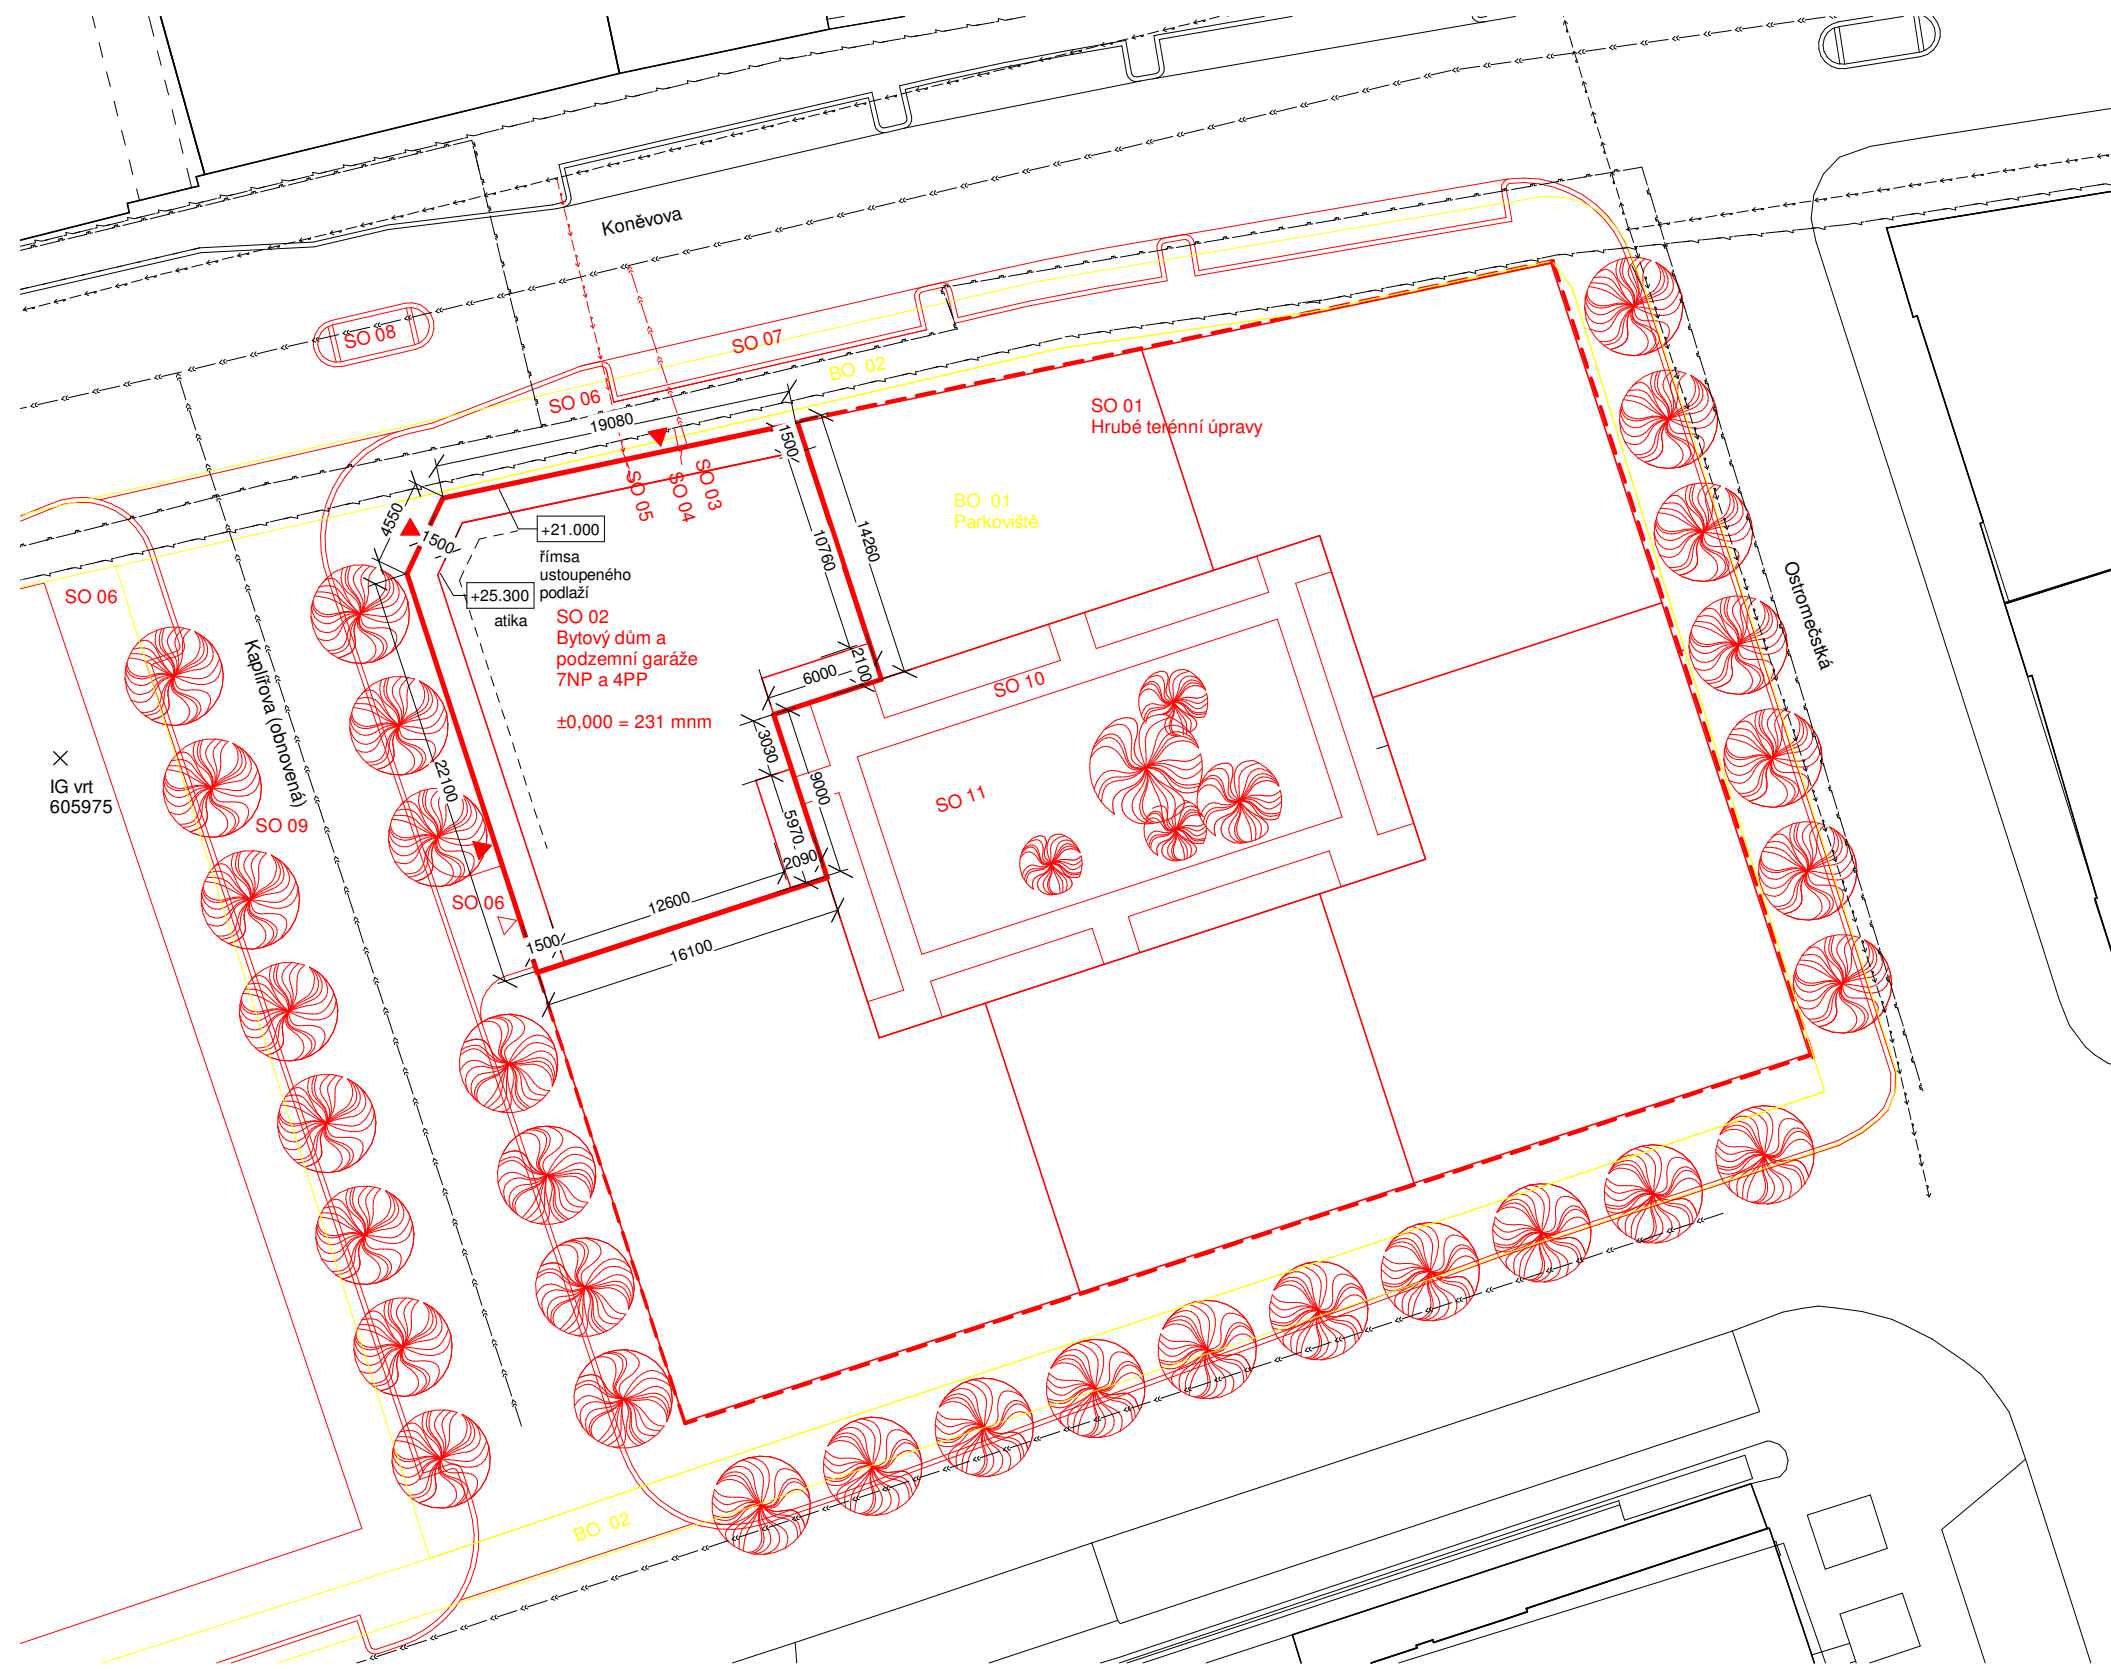 Koněvova
SO 08
SO 07
BO 02
SO 06
19080
1500
SO 01
Hrubé terénní úpravy
SO 05
SO 04
SO 03
4550
1500
+21.000
římsa
ustoupeného
podlaží
+25.300
atika
10760
14260
BO 01
Parkoviště
SO 06
SO 02
Bytový dům a
podzemní garáže
7NP a 4PP
±0,000 = 231 mnm
Kaplířova (obnovená)
Ostromečstká
6000
2100
SO 10
3030
9000
5970
2090
SO 11
IG vrt
605975
SO 09
22100
SO 06
12600
1500
16100
BO 02